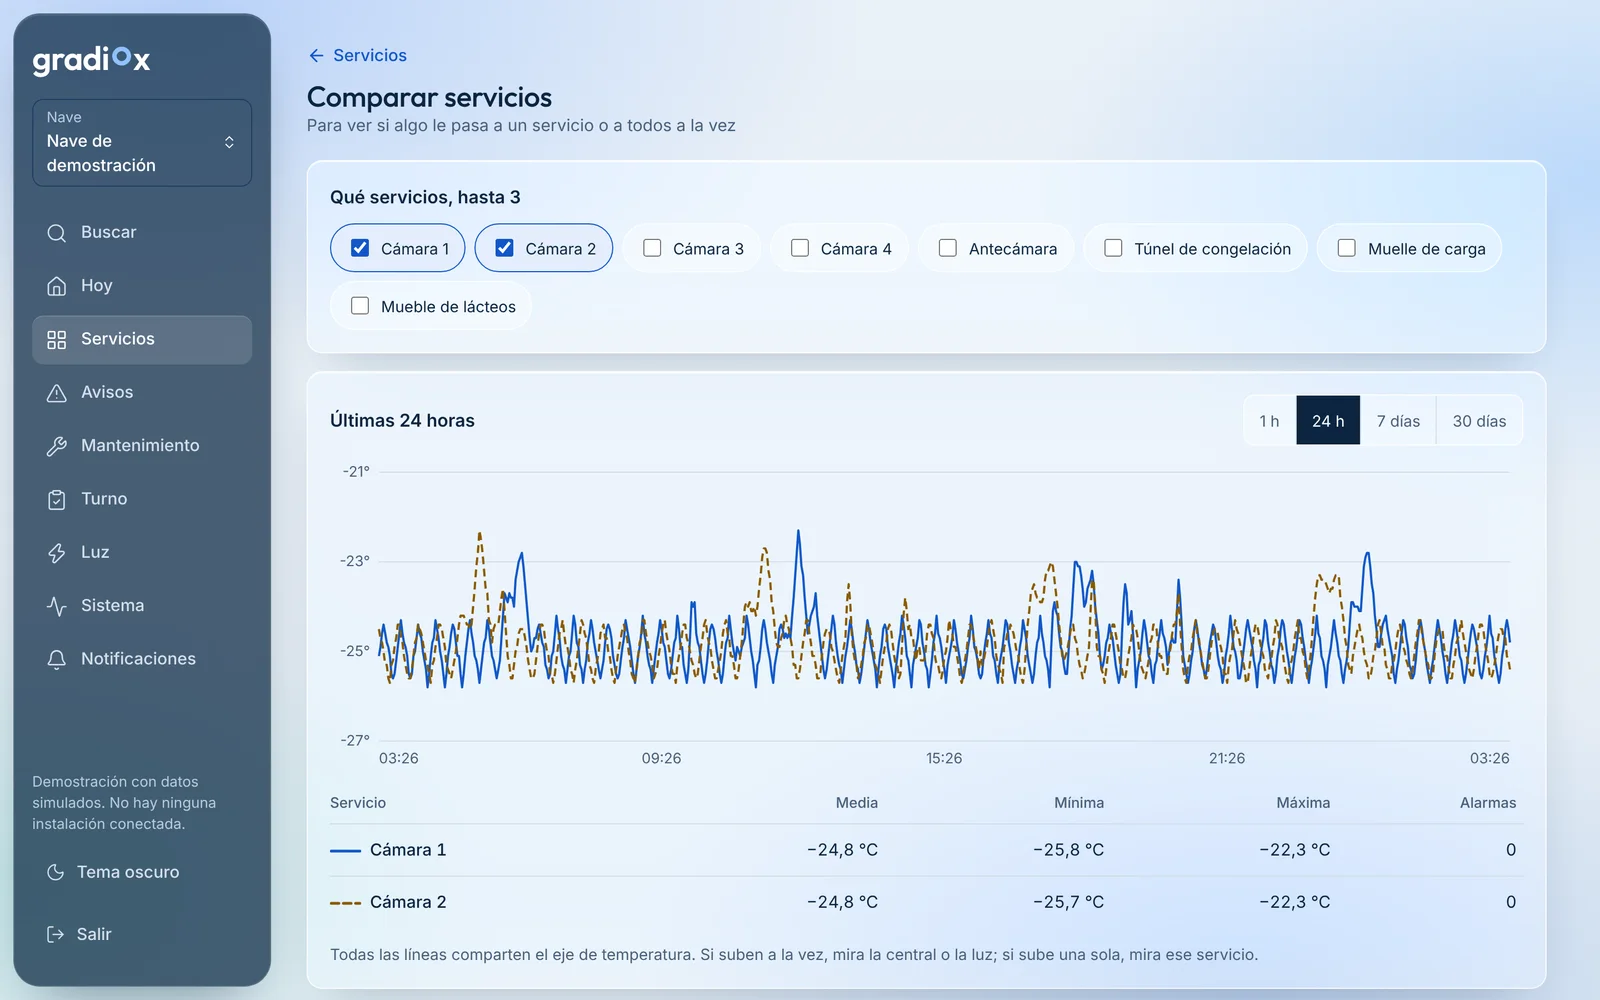 gradiox
Nave
Nave de
demostración
Buscar
Hoy
Servicios
Avisos
Mantenimiento
Turno
Luz
Sistema
Notificaciones
Demostración con datos
simulados. No hay ninguna
instalación conectada.
Tema oscuro
Salir
← Servicios
Comparar servicios
Para ver si algo le pasa a un servicio o a todos a la vez
Qué servicios, hasta 3
Cámara 1 Cámara 2 Cámara 3 Cámara 4 Antecámara Túnel de congelación Muelle de carga
Mueble de lácteos
Últimas 24 horas
1 h 24 h 7 días 30 días
-21°
-23°
-25°
-27°
03:26 09:26 15:26 21:26 03:26
Servicio Media Mínima Máxima Alarmas
Cámara 1 −24,8 °C −25,8 °C −22,3 °C 0
Cámara 2 −24,8 °C −25,7 °C −22,3 °C 0
Todas las líneas comparten el eje de temperatura. Si suben a la vez, mira la central o la luz; si sube una sola, mira ese servicio.